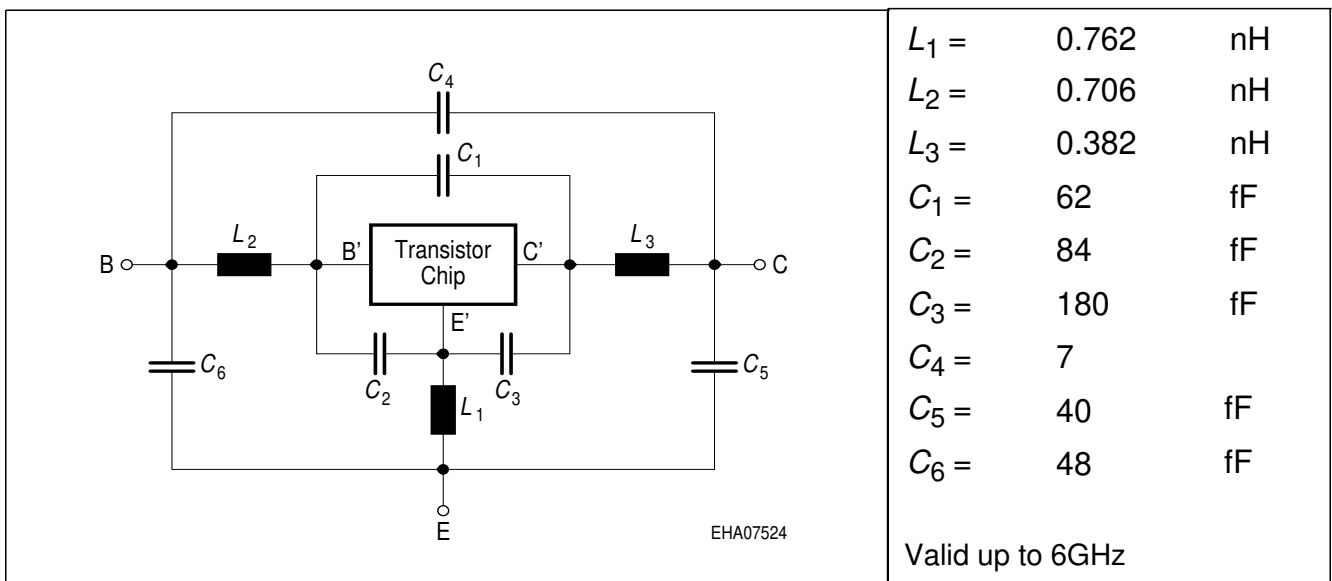 C4
C1
L2
B'
Transistor
Chip
C'
L3
B
C
E'
C6
C2
C3
C5
L1
E
EHA07524
L1 = 0.762 nH
L2 = 0.706 nH
L3 = 0.382 nH
C1 = 62 fF
C2 = 84 fF
C3 = 180 fF
C4 = 7
C5 = 40 fF
C6 = 48 fF
Valid up to 6GHz